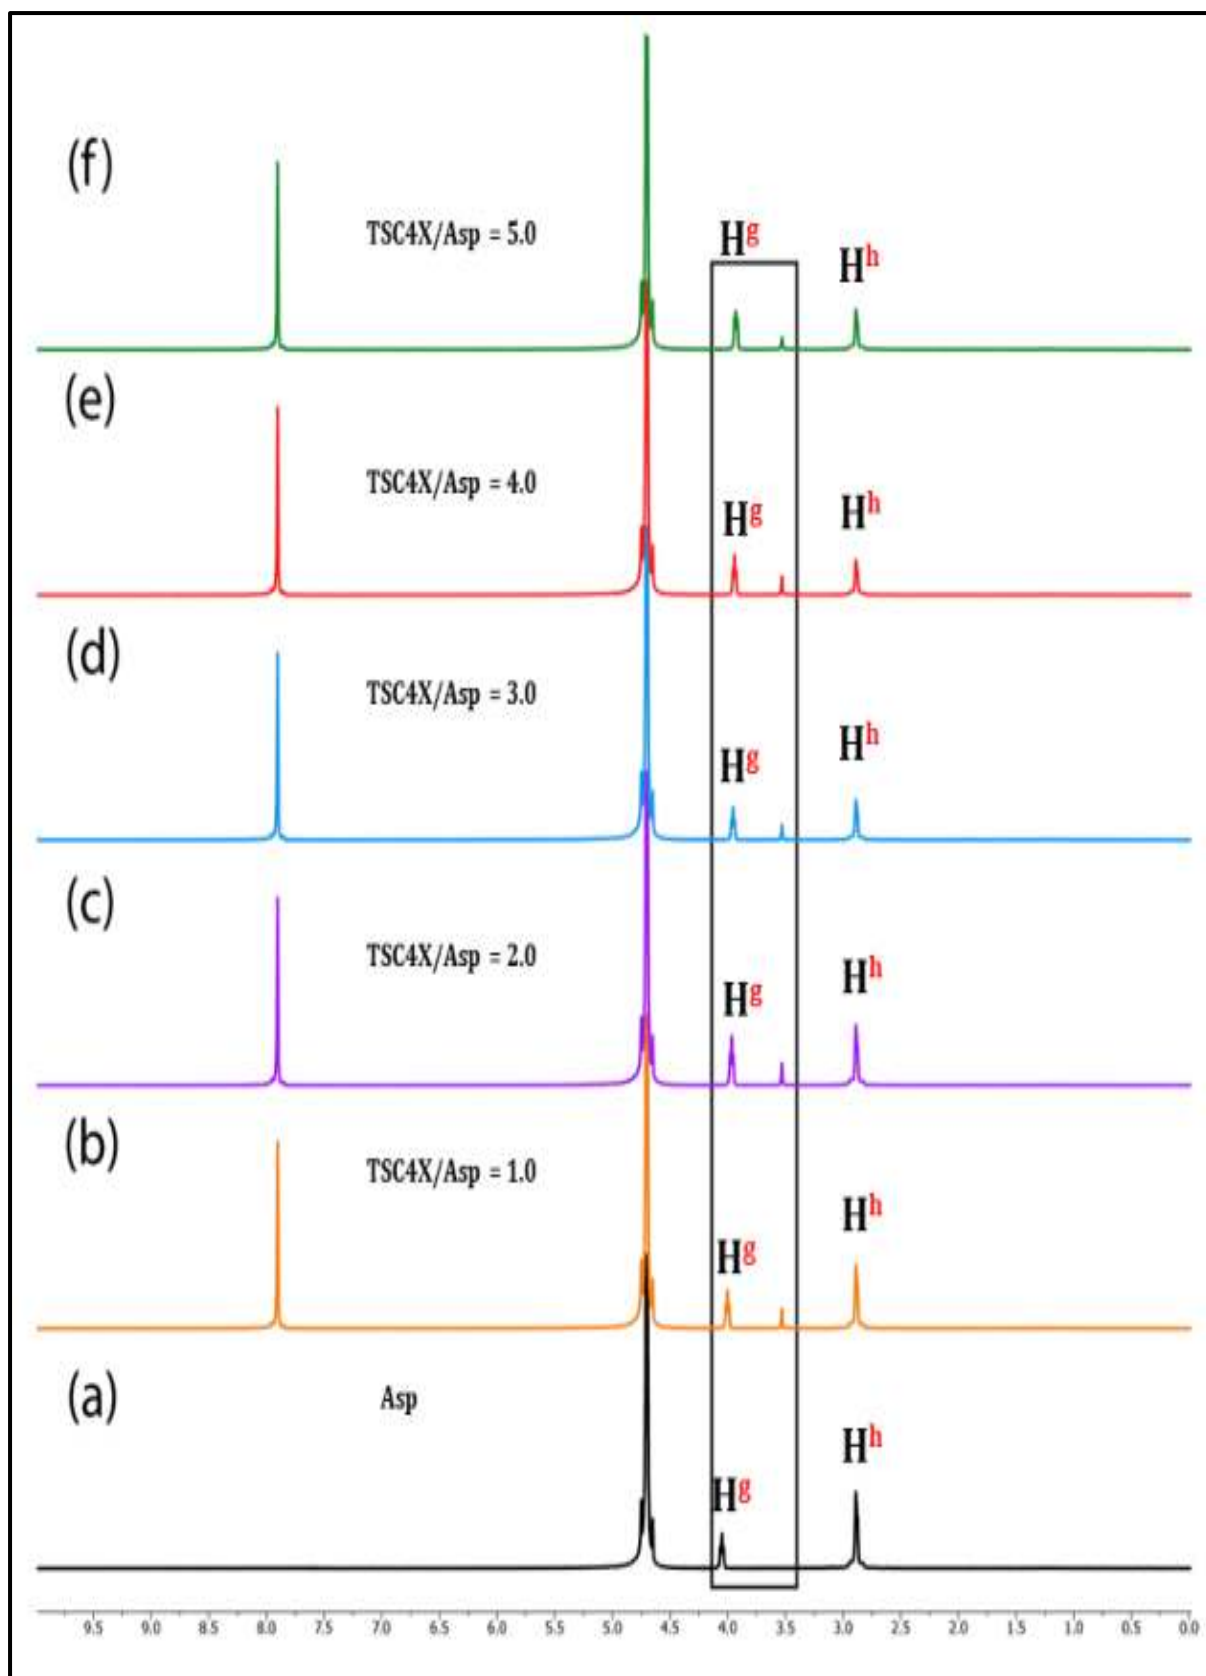 (f)
TSC4X/Asp = 5.0
Hg
Hh
(e)
TSC4X/Asp = 4.0
Hg
Hh
(d)
TSC4X/Asp = 3.0
Hg
Hh
(c)
TSC4X/Asp = 2.0
Hg
Hh
(b)
TSC4X/Asp = 1.0
Hg
Hh
(a)
Asp
Hg
Hh
9.5 9.0 8.5 8.0 7.5 7.0 6.5 6.0 5.5 5.0 4.5 4.0 3.5 3.0 2.5 2.0 1.5 1.0 0.5 0.0